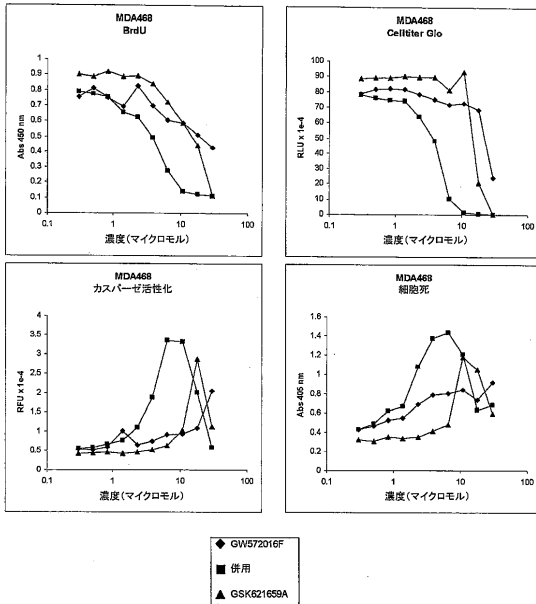 MDA468
BrdU
Abs 450 nm
1
0.9
0.8
0.7
0.6
0.5
0.4
0.3
0.2
0.1
0
0.1
1
10
100
濃度(マイクロモル)
MDA468
Celltiter Glo
RLU x 1e-4
100
90
80
70
60
50
40
30
20
10
0
0.1
1
10
100
濃度(マイクロモル)
MDA468
カスパーゼ活性化
RFU x 1e-4
4
3.5
3
2.5
2
1.5
1
0.5
0
0.1
1
10
100
濃度(マイクロモル)
MDA468
細胞死
Abs 405 nm
1.6
1.4
1.2
1
0.8
0.6
0.4
0.2
0
0.1
1
10
100
濃度(マイクロモル)
GW572016F
併用
GSK621659A